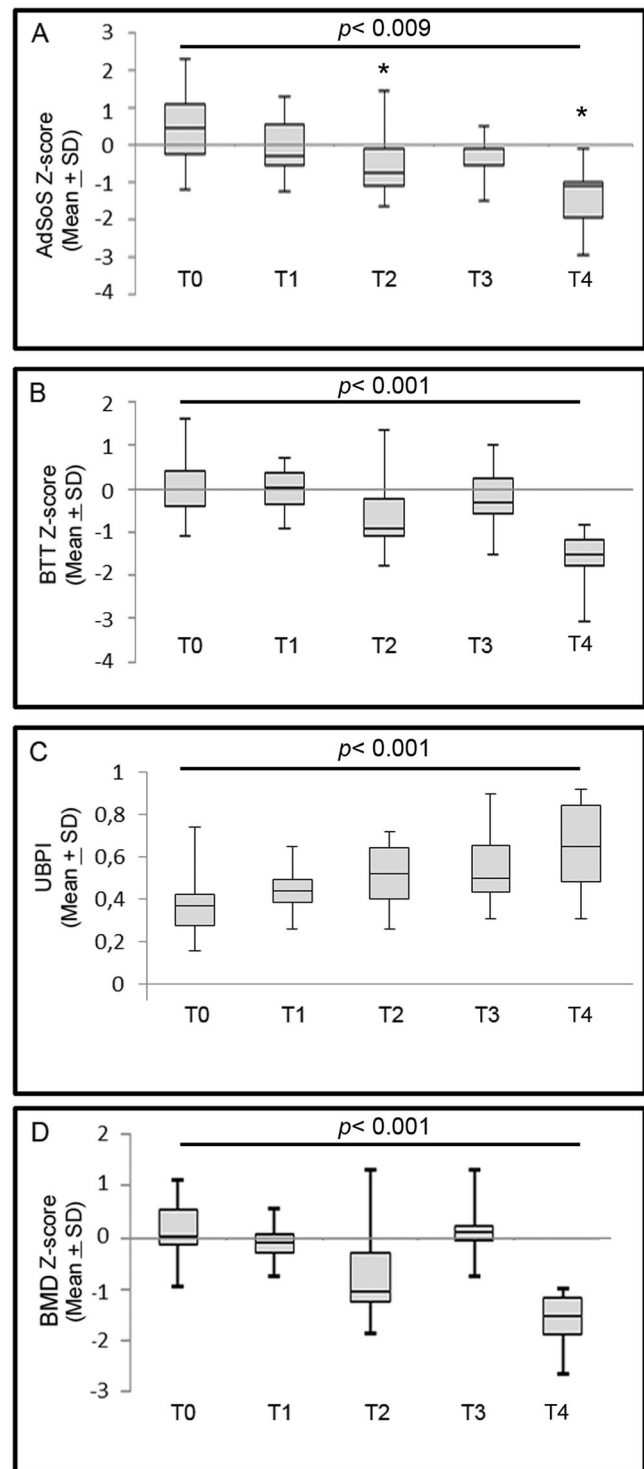 A
p< 0.009
AdSoS Z-score
(Mean ± SD)
3
2
1
0
-1
-2
-3
-4
*
*
T0 T1 T2 T3 T4
B
p< 0.001
BTT Z-score
(Mean ± SD)
2
1
0
-1
-2
-3
-4
T0 T1 T2 T3 T4
C
p< 0.001
UBPI
(Mean ± SD)
1
0,8
0,6
0,4
0,2
0
T0 T1 T2 T3 T4
D
p< 0.001
BMD Z-score
(Mean ± SD)
2
1
0
-1
-2
-3
T0 T1 T2 T3 T4